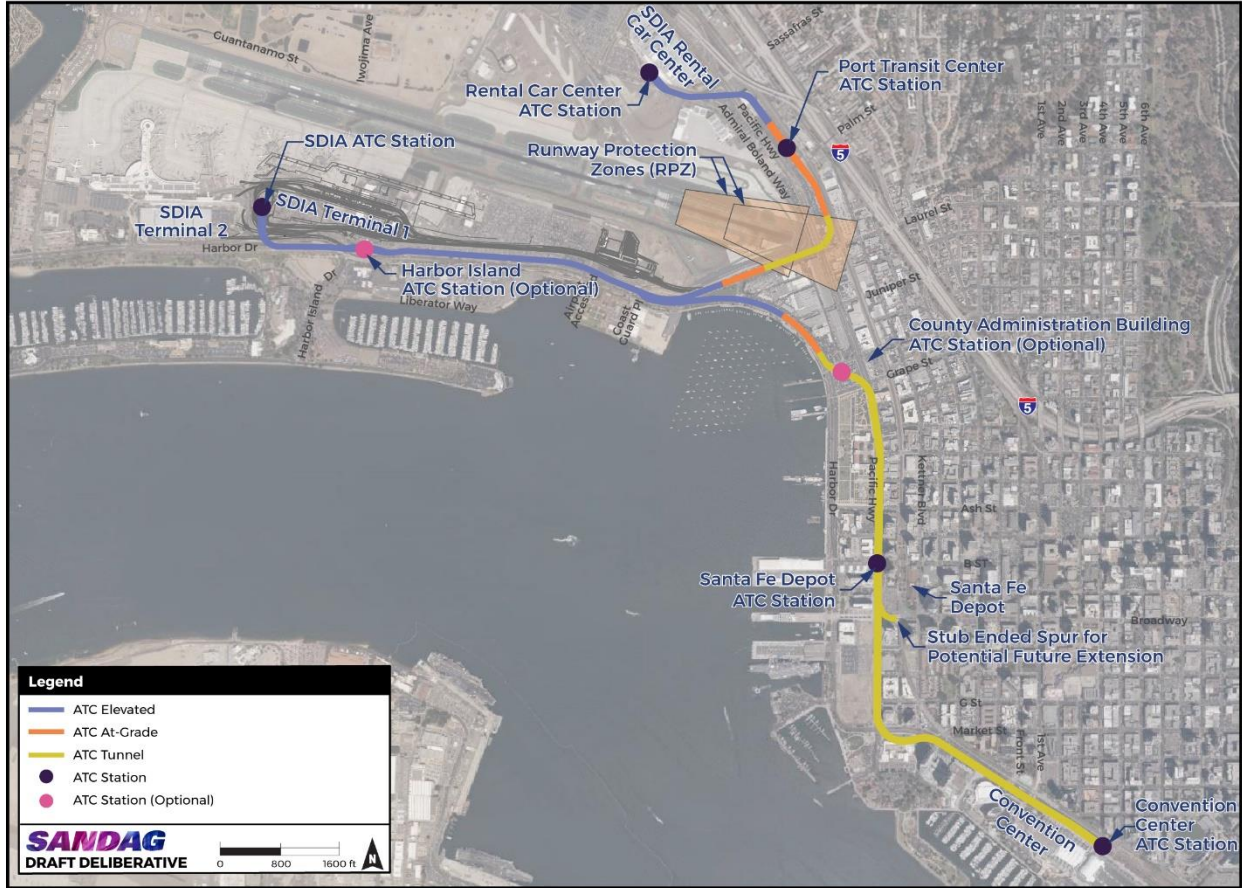 Guantanamo St
Iwojima Ave
SDIA Rental
Car Center
Sassafras St
Rental Car Center
ATC Station
Port Transit Center
ATC Station
Pacific Hwy
Admiral Boland Way
Palm St
1st Ave
2nd Ave
3rd Ave
4th Ave
5th Ave
6th Ave
5
SDIA ATC Station
Runway Protection
Zones (RPZ)
SDIA
Terminal 2
SDIA Terminal 1
Laurel St
Harbor Dr
Harbor Island
ATC Station (Optional)
Harbor Island Dr
Liberator Way
Airport
Access Rd
Coast
Guard Pl
Juniper St
County Administration Building
ATC Station (Optional)
Grape St
5
Harbor Dr
Pacific Hwy
Kettner Blvd
Ash St
B ST
Santa Fe Depot
ATC Station
Santa Fe
Depot
Broadway
Stub Ended Spur for
Potential Future Extension
G St
Market St
Front St
1st Ave
Convention
Center
Convention
Center
ATC Station
Legend
ATC Elevated
ATC At-Grade
ATC Tunnel
ATC Station
ATC Station (Optional)
SANDAG
DRAFT DELIBERATIVE
0 800 1600 ft
N